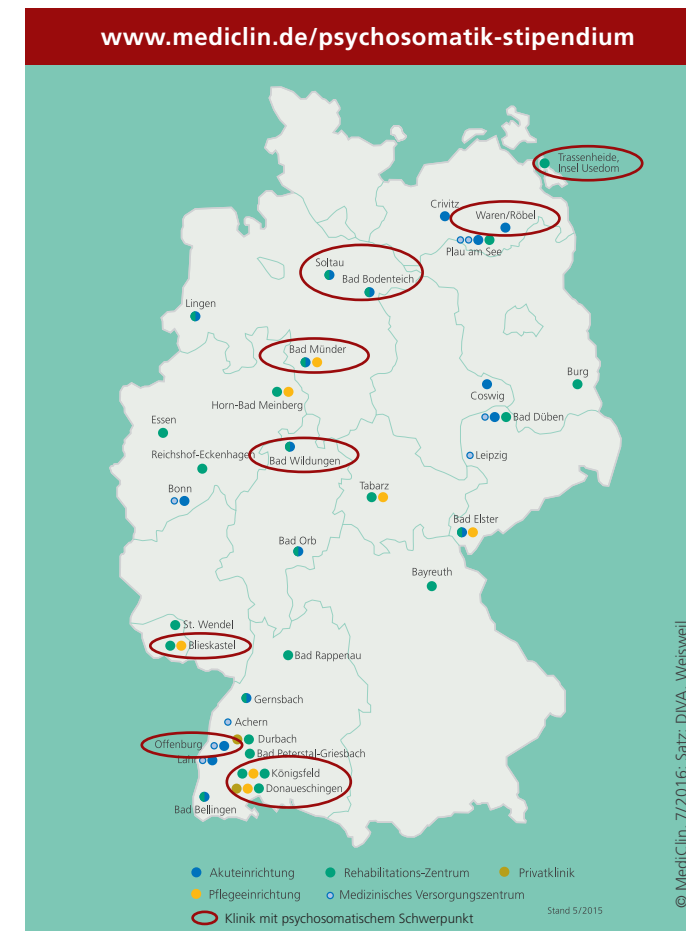 www.mediclin.de/psychosomatik-stipendium
Trassenheide,
Insel Usedom
Crivitz
Waren/Röbel
Plau am See
Soltau
Bad Bodenteich
Lingen
Bad Münder
Burg
Coswig
Horn-Bad Meinberg
Bad Düben
Essen
Reichshof-Eckenhagen
Bad Wildungen
Leipzig
Bonn
Tabarz
Bad Elster
Bad Orb
Bayreuth
St. Wendel
Blieskastel
Bad Rappenau
Gernsbach
Achern
Offenburg
Durbach
Bad Peterstal-Griesbach
Lahr
Königsfeld
Donaueschingen
Bad Bellingen
Akuteinrichtung
Rehabilitations-Zentrum
Privatklinik
Pflegeeinrichtung
Medizinisches Versorgungszentrum
Klinik mit psychosomatischem Schwerpunkt
Stand 5/2015
© MediClin, 7/2016; Satz: DIVA, Weisweil